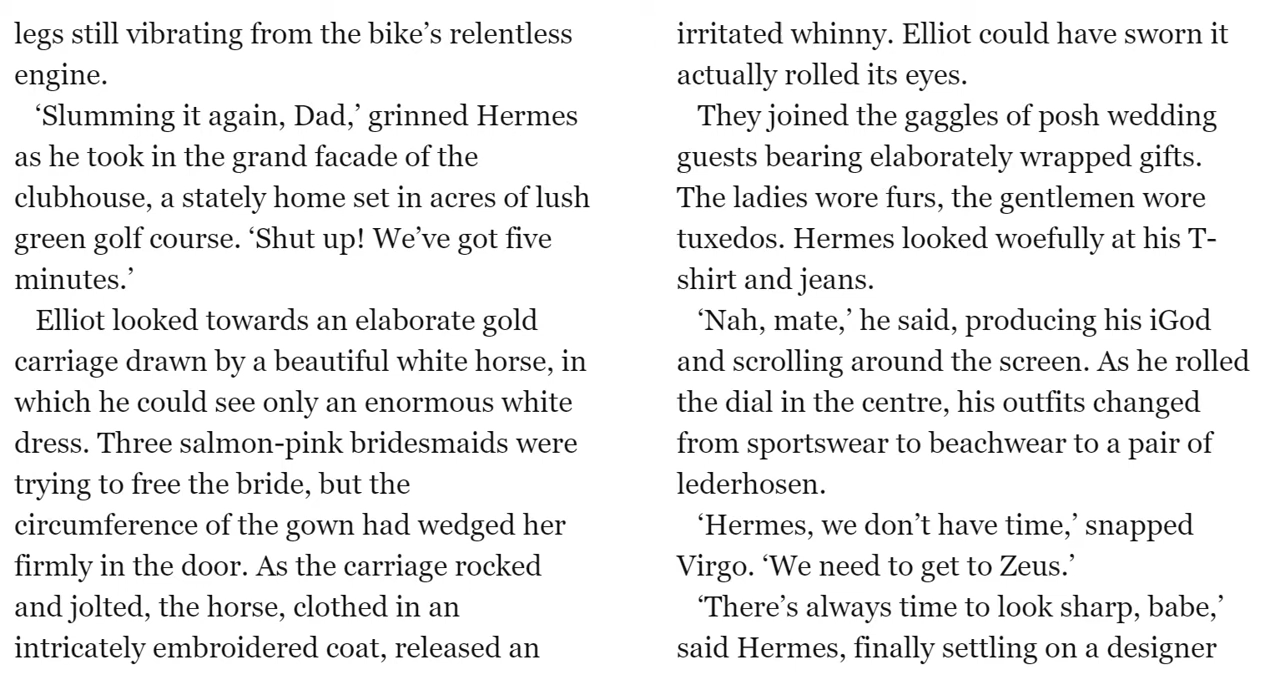 legs still vibrating from the bike’s relentless
engine.
‘Slumming it again, Dad,’ grinned Hermes
as he took in the grand facade of the
clubhouse, a stately home set in acres of lush
green golf course. ‘Shut up! We’ve got five
minutes.’
Elliot looked towards an elaborate gold
carriage drawn by a beautiful white horse, in
which he could see only an enormous white
dress. Three salmon-pink bridesmaids were
trying to free the bride, but the
circumference of the gown had wedged her
firmly in the door. As the carriage rocked
and jolted, the horse, clothed in an
intricately embroidered coat, released an
irritated whinny. Elliot could have sworn it
actually rolled its eyes.
They joined the gaggles of posh wedding
guests bearing elaborately wrapped gifts.
The ladies wore furs, the gentlemen wore
tuxedos. Hermes looked woefully at his T-
shirt and jeans.
‘Nah, mate,’ he said, producing his iGod
and scrolling around the screen. As he rolled
the dial in the centre, his outfits changed
from sportswear to beachwear to a pair of
lederhosen.
‘Hermes, we don’t have time,’ snapped
Virgo. ‘We need to get to Zeus.’
‘There’s always time to look sharp, babe,’
said Hermes, finally settling on a designer